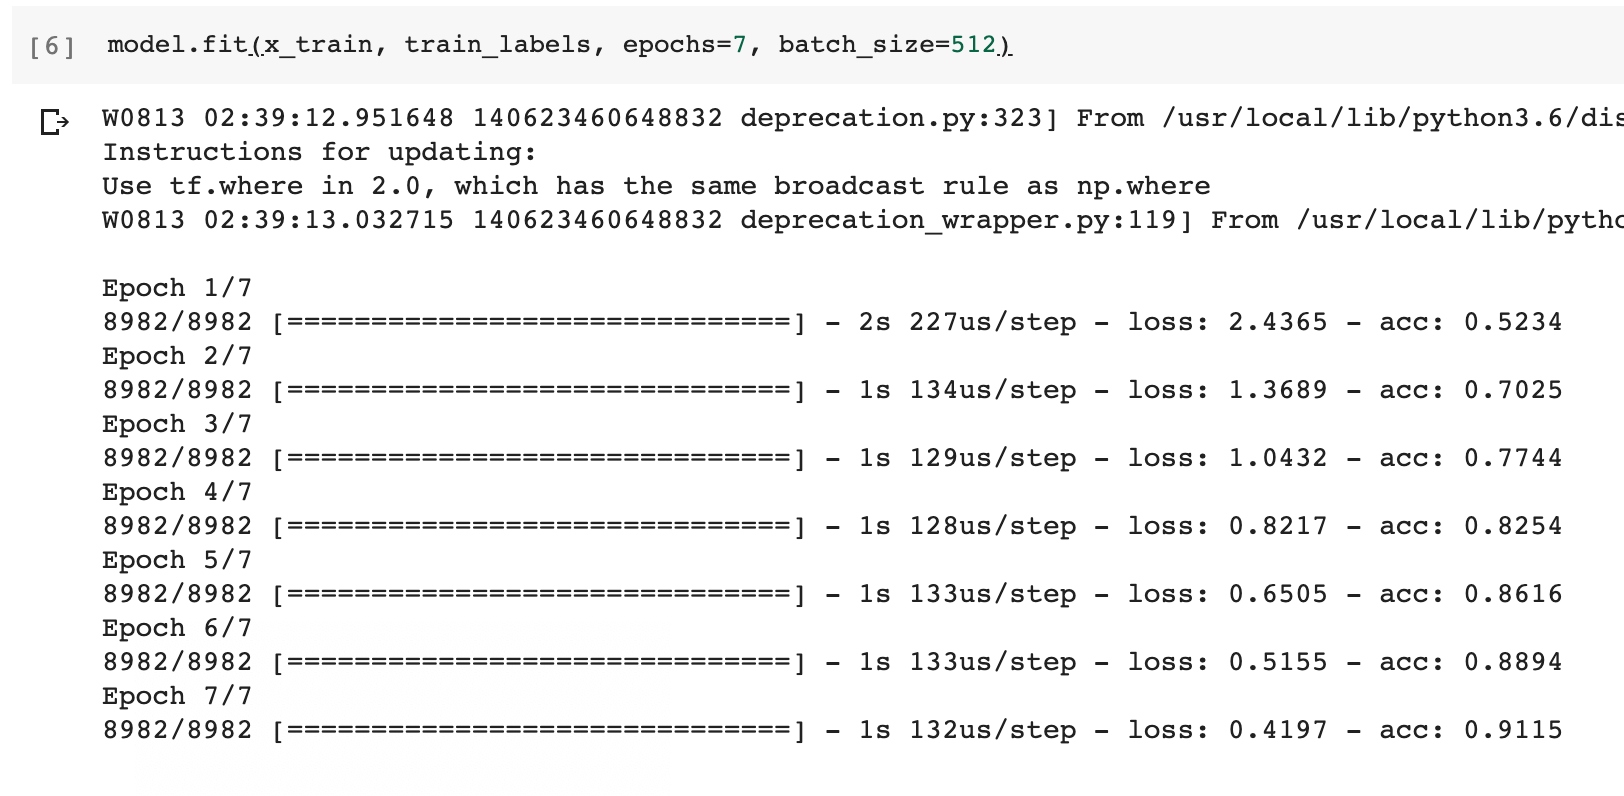 [6] model.fit(x_train, train_labels, epochs=7, batch_size=512)
W0813 02:39:12.951648 140623460648832 deprecation.py:323] From /usr/local/lib/python3.6/dis
Instructions for updating:
Use tf.where in 2.0, which has the same broadcast rule as np.where
W0813 02:39:13.032715 140623460648832 deprecation_wrapper.py:119] From /usr/local/lib/pytho
Epoch 1/7
8982/8982 [==============================] - 2s 227us/step - loss: 2.4365 - acc: 0.5234
Epoch 2/7
8982/8982 [==============================] - 1s 134us/step - loss: 1.3689 - acc: 0.7025
Epoch 3/7
8982/8982 [==============================] - 1s 129us/step - loss: 1.0432 - acc: 0.7744
Epoch 4/7
8982/8982 [==============================] - 1s 128us/step - loss: 0.8217 - acc: 0.8254
Epoch 5/7
8982/8982 [==============================] - 1s 133us/step - loss: 0.6505 - acc: 0.8616
Epoch 6/7
8982/8982 [==============================] - 1s 133us/step - loss: 0.5155 - acc: 0.8894
Epoch 7/7
8982/8982 [==============================] - 1s 132us/step - loss: 0.4197 - acc: 0.9115